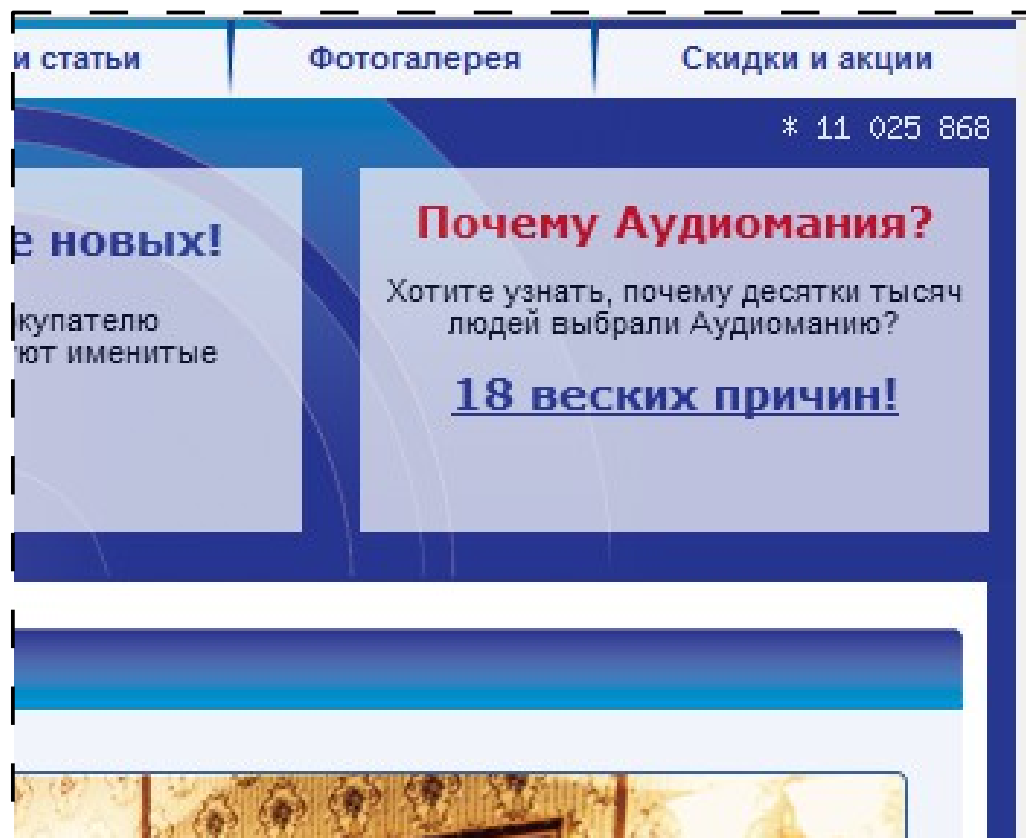 и статьи
Фотогалерея
Скидки и акции
* 11 025 868
е новых!
купателю
уют именитые
Почему Аудиомания?
Хотите узнать, почему десятки тысяч
людей выбрали Аудиоманию?
18 веских причин!